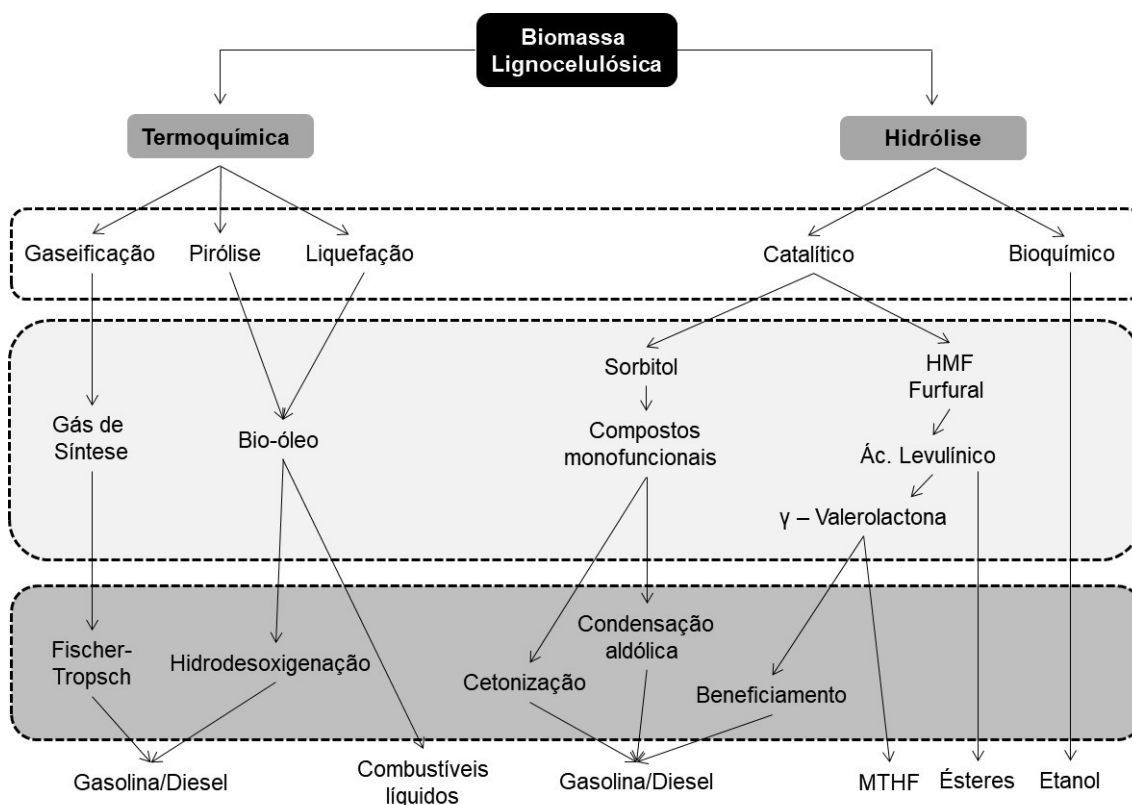 Biomassa
Lignocelulósica
Termoquímica
Hidrólise
Gaseificação
Pirólise
Liquefação
Catalítico
Bioquímico
Sorbitol
HMF
Furfural
Gás de
Síntese
Bio-óleo
Compostos
monofuncionais
Ác. Levulínico
γ – Valerolactona
Fischer-
Tropsch
Hidrodesoxigenação
Condensação
aldólica
Cetonização
Beneficiamento
Gasolina/Diesel
Combustíveis
líquidos
Gasolina/Diesel
MTHF
Ésteres
Etanol